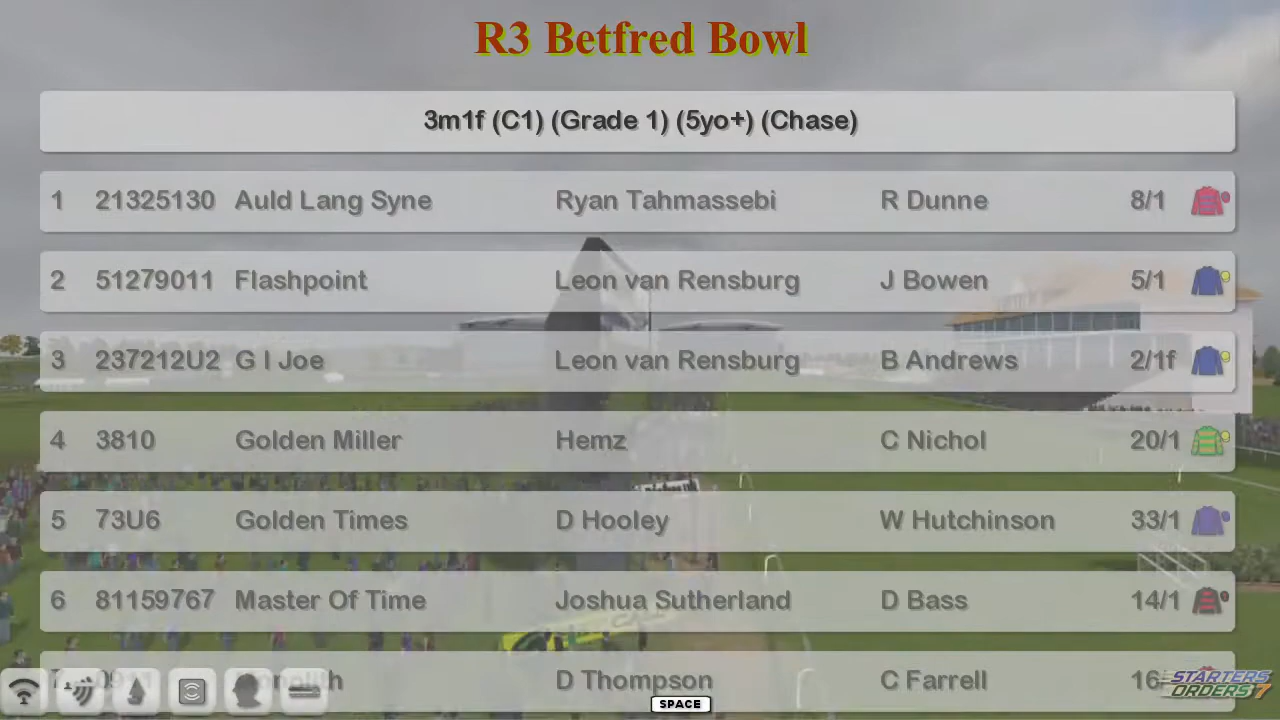 R3 Betfred Bowl
3m1f (C1) (Grade 1) (5yo+) (Chase)
1 21325130 Auld Lang Syne Ryan Tahmassebi R Dunne 8/1
2 51279011 Flashpoint Leon van Rensburg J Bowen 5/1
3 237212U2 G I Joe Leon van Rensburg B Andrews 2/1f
4 3810 Golden Miller Hemz C Nichol 20/1
5 73U6 Golden Times D Hooley W Hutchinson 33/1
6 81159767 Master Of Time Joshua Sutherland D Bass 14/1
D Thompson C Farrell
STARTERS ORDERS 7
SPACE